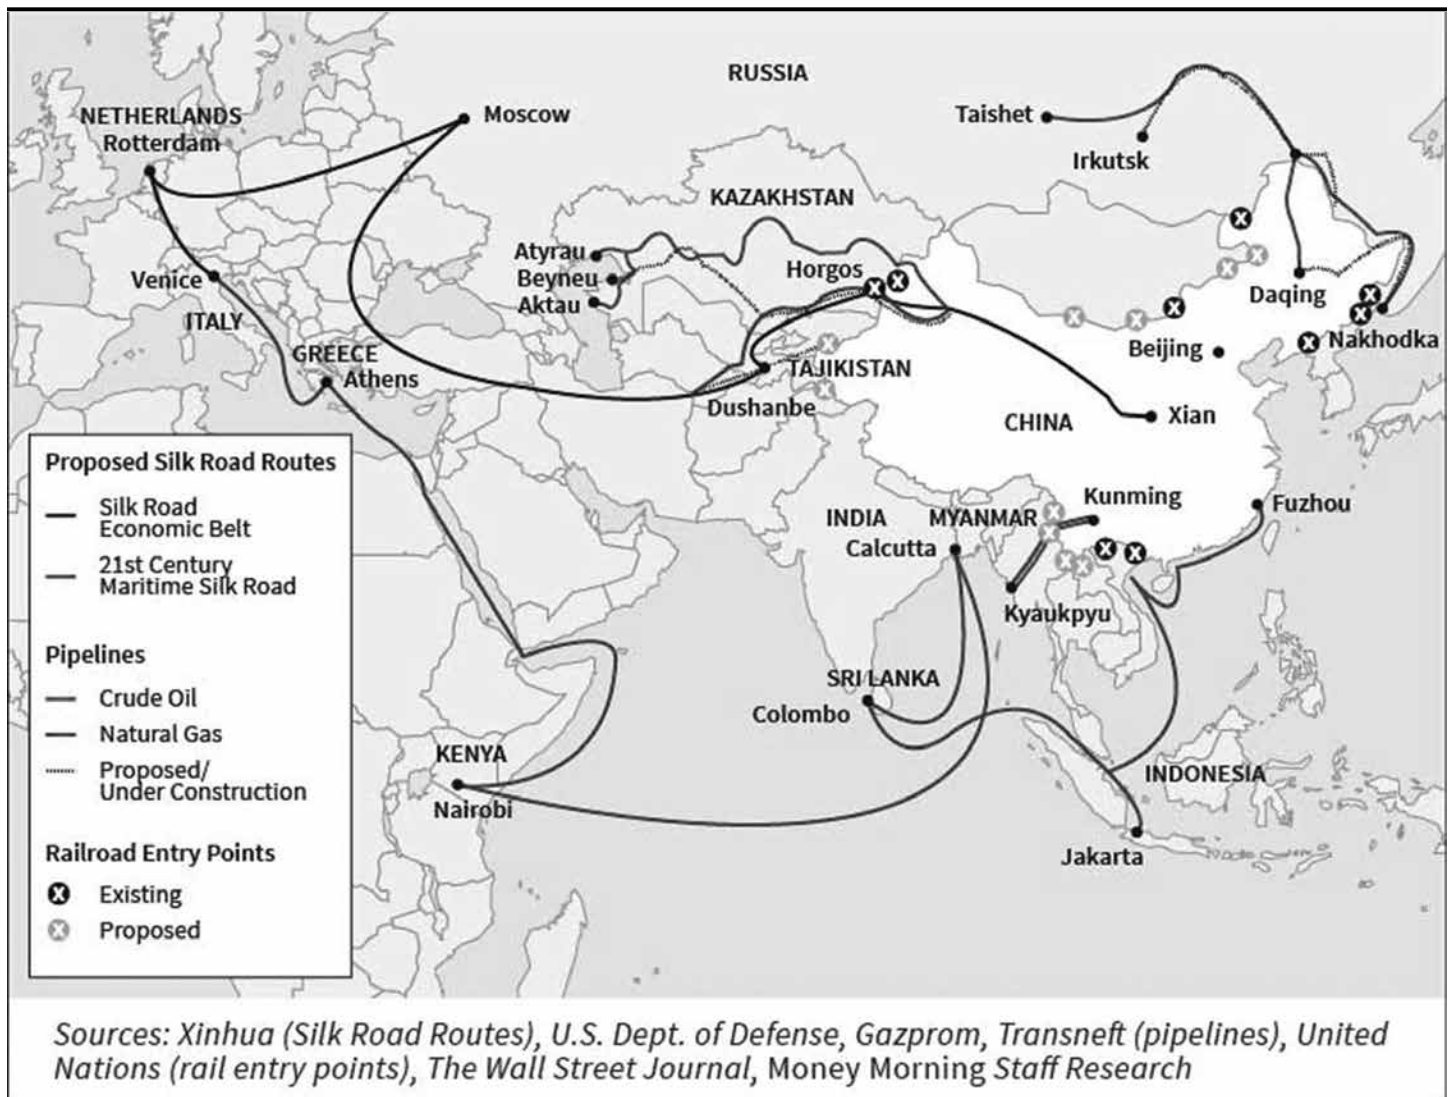 RUSSIA
Taishet
Irkutsk
NETHERLANDS
Rotterdam
Moscow
KAZAKHSTAN
Atyrau
Beyneu
Aktau
Horgos
Venice
ITALY
GREECE
Athens
Daqing
Nakhodka
Beijing
TAJIKISTAN
Dushanbe
CHINA
Xian
Kunming
Fuzhou
INDIA
MYANMAR
Calcutta
Kyaukpyu
SRI LANKA
Colombo
KENYA
Nairobi
INDONESIA
Jakarta
Proposed Silk Road Routes
Silk Road
Economic Belt
21st Century
Maritime Silk Road
Pipelines
Crude Oil
Natural Gas
Proposed/
Under Construction
Railroad Entry Points
Existing
Proposed
Sources: Xinhua (Silk Road Routes), U.S. Dept. of Defense, Gazprom, Transneft (pipelines), United
Nations (rail entry points), The Wall Street Journal, Money Morning Staff Research